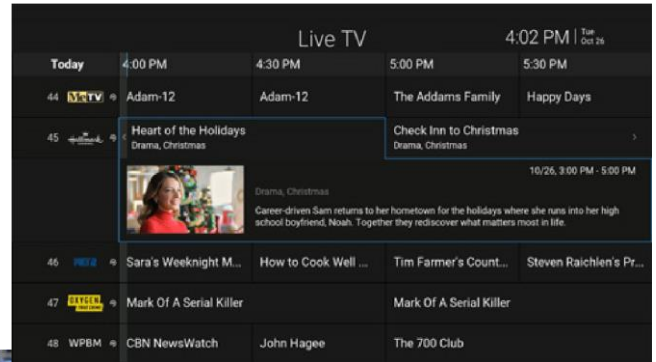 Live TV
4:02 PM | Tue
Oct 26
Today 4:00 PM 4:30 PM 5:00 PM 5:30 PM
44 MeTV Adam-12 Adam-12 The Addams Family Happy Days
45 Hallmark Heart of the Holidays Check Inn to Christmas
Drama, Christmas Drama, Christmas
10/26, 3:00 PM - 5:00 PM
Drama, Christmas
Career-driven Sam returns to her hometown for the holidays where she runs into her high
school boyfriend, Noah. Together they rediscover what matters most in life.
46 Sara's Weeknight M... How to Cook Well ... Tim Farmer's Count... Steven Raichlen's Pr...
47 OXYGEN TRUE CRIME Mark Of A Serial Killer Mark Of A Serial Killer
48 WPBM CBN NewsWatch John Hagee The 700 Club